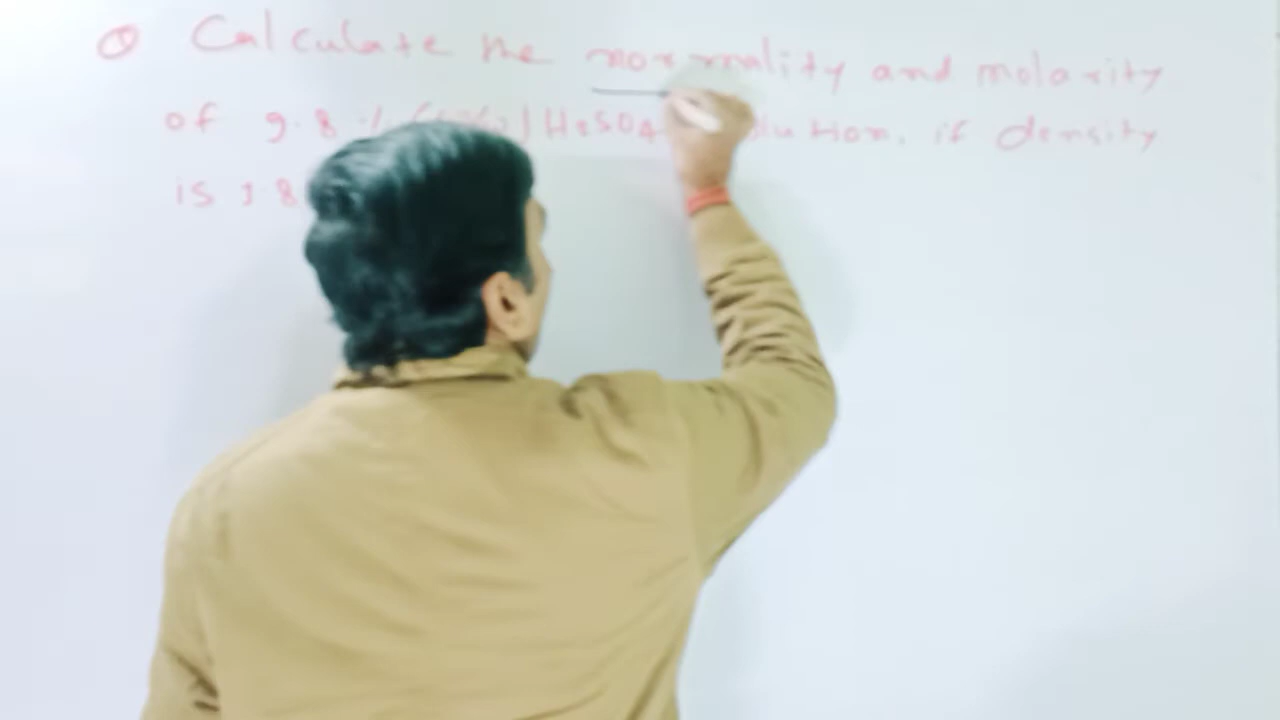 Q Calculate the normality and molarity
of 9.8 % H2SO4 solution, if density
is 1.8